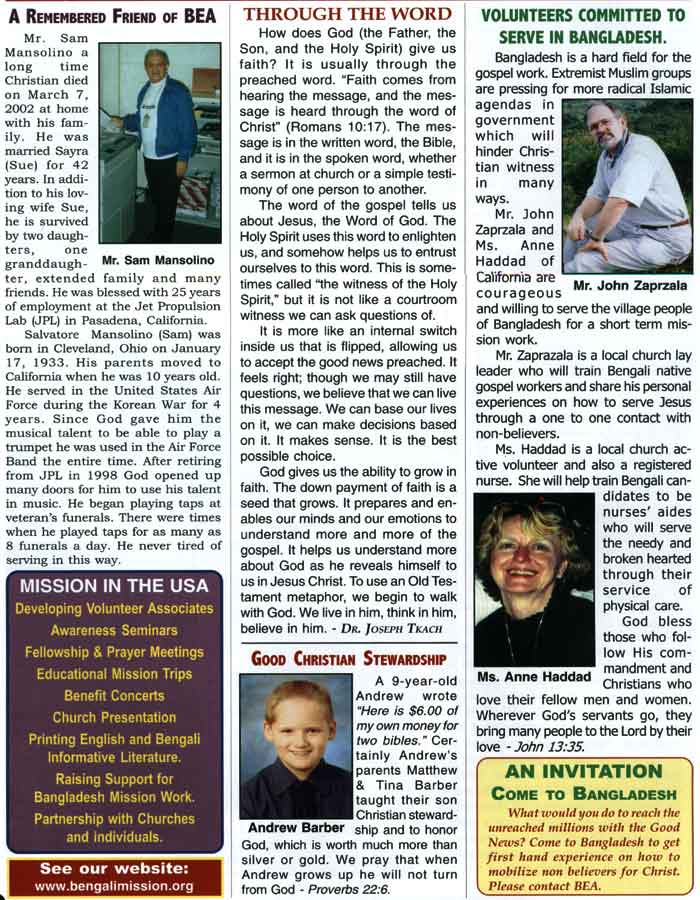 A REMEMBERED FRIEND OF BEA
Mr. Sam
Mansolino a
long time
Christian died
on March 7,
2002 at home
with his fam-
ily. He was
married Sayra
(Sue) for 42
years. In addi-
tion to his lov-
ing wife Sue,
he is survived
by two daugh-
ters, one
granddaugh-
Mr. Sam Mansolino
ter, extended family and many
friends. He was blessed with 25 years
of employment at the Jet Propulsion
Lab (JPL) in Pasadena, California.
Salvatore Mansolino (Sam) was
born in Cleveland, Ohio on January
17, 1933. His parents moved to
California when he was 10 years old.
He served in the United States Air
Force during the Korean War for 4
years. Since God gave him the
musical talent to be able to play a
trumpet he was used in the Air Force
Band the entire time. After retiring
from JPL in 1998 God opened up
many doors for him to use his talent
in music. He began playing taps at
veteran's funerals. There were times
when he played taps for as many as
8 funerals a day. He never tired of
serving in this way.
MISSION IN THE USA
Developing Volunteer Associates
Awareness Seminars
Fellowship & Prayer Meetings
Educational Mission Trips
Benefit Concerts
Church Presentation
Printing English and Bengali
Informative Literature.
Raising Support for
Bangladesh Mission Work.
Partnership with Churches
and individuals.
See our website:
www.bengalimission.org
THROUGH THE WORD
How does God (the Father, the
Son, and the Holy Spirit) give us
faith? It is usually through the
preached word. "Faith comes from
hearing the message, and the mes-
sage is heard through the word of
Christ" (Romans 10:17). The mes-
sage is in the written word, the Bible,
and it is in the spoken word, whether
a sermon at church or a simple testi-
mony of one person to another.
The word of the gospel tells us
about Jesus, the Word of God. The
Holy Spirit uses this word to enlighten
us, and somehow helps us to entrust
ourselves to this word. This is some-
times called "the witness of the Holy
Spirit," but it is not like a courtroom
witness we can ask questions of.
It is more like an internal switch
inside us that is flipped, allowing us
to accept the good news preached. It
feels right; though we may still have
questions, we believe that we can live
this message. We can base our lives
on it, we can make decisions based
on it. It makes sense. It is the best
possible choice.
God gives us the ability to grow in
faith. The down payment of faith is a
seed that grows. It prepares and en-
ables our minds and our emotions to
understand more and more of the
gospel. It helps us understand more
about God as he reveals himself to
us in Jesus Christ. To use an Old Tes-
tament metaphor, we begin to walk
with God. We live in him, think in him,
believe in him. - DR. JOSEPH TKACH
GOOD CHRISTIAN STEWARDSHIP
A 9-year-old
Andrew wrote
"Here is $6.00 of
my own money for
two bibles." Cer-
tainly Andrew's
parents Matthew
& Tina Barber
taught their son
Christian steward-
Andrew Barber
ship and to honor
God, which is worth much more than
silver or gold. We pray that when
Andrew grows up he will not turn
from God - Proverbs 22:6.
VOLUNTEERS COMMITTED TO
SERVE IN BANGLADESH.
Bangladesh is a hard field for the
gospel work. Extremist Muslim groups
are pressing for more radical Islamic
agendas in
government
which will
hinder Chris-
tian witness
in many
ways.
Mr. John
Zaprzala and
Ms. Anne
Haddad of
California are
courageous
Mr. John Zaprzala
and willing to serve the village people
of Bangladesh for a short term mis-
sion work.
Mr. Zaprazala is a local church lay
leader who will train Bengali native
gospel workers and share his personal
experiences on how to serve Jesus
through a one to one contact with
non-believers.
Ms. Haddad is a local church ac-
tive volunteer and also a registered
nurse. She will help train Bengali can-
didates to be
nurses' aides
who will serve
the needy and
broken hearted
through their
service of
physical care.
God bless
those who fol-
low His com-
mandment and
Ms. Anne Haddad
Christians who
love their fellow men and women.
Wherever God's servants go, they
bring many people to the Lord by their
love - John 13:35.
AN INVITATION
COME TO BANGLADESH
What would you do to reach the
unreached millions with the Good
News? Come to Bangladesh to get
first hand experience on how to
mobilize non believers for Christ.
Please contact BEA.